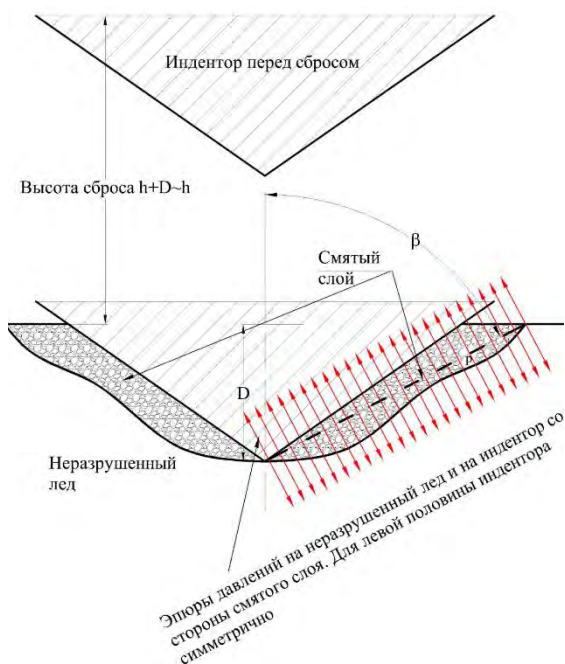 Индентор перед сбросом
Высота сброса h+D~h
β
Смятый
слой
p
D
Неразрушенный
лед
Эпюры давлений на неразрушенный лед и на индентор со
стороны смятого слоя. Для левой половины индентора
симметрично